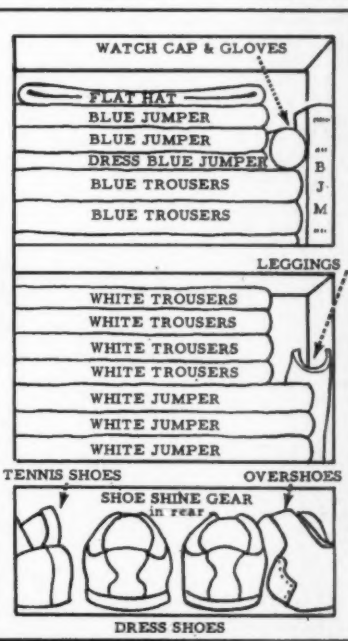 WATCH CAP & GLOVES
FLAT HAT
BLUE JUMPER
BLUE JUMPER
DRESS BLUE JUMPER
BLUE TROUSERS
BLUE TROUSERS
B
J
M
LEGGINGS
WHITE TROUSERS
WHITE TROUSERS
WHITE TROUSERS
WHITE TROUSERS
WHITE JUMPER
WHITE JUMPER
WHITE JUMPER
TENNIS SHOES
OVERSHOES
SHOE SHINE GEAR
in rear
DRESS SHOES